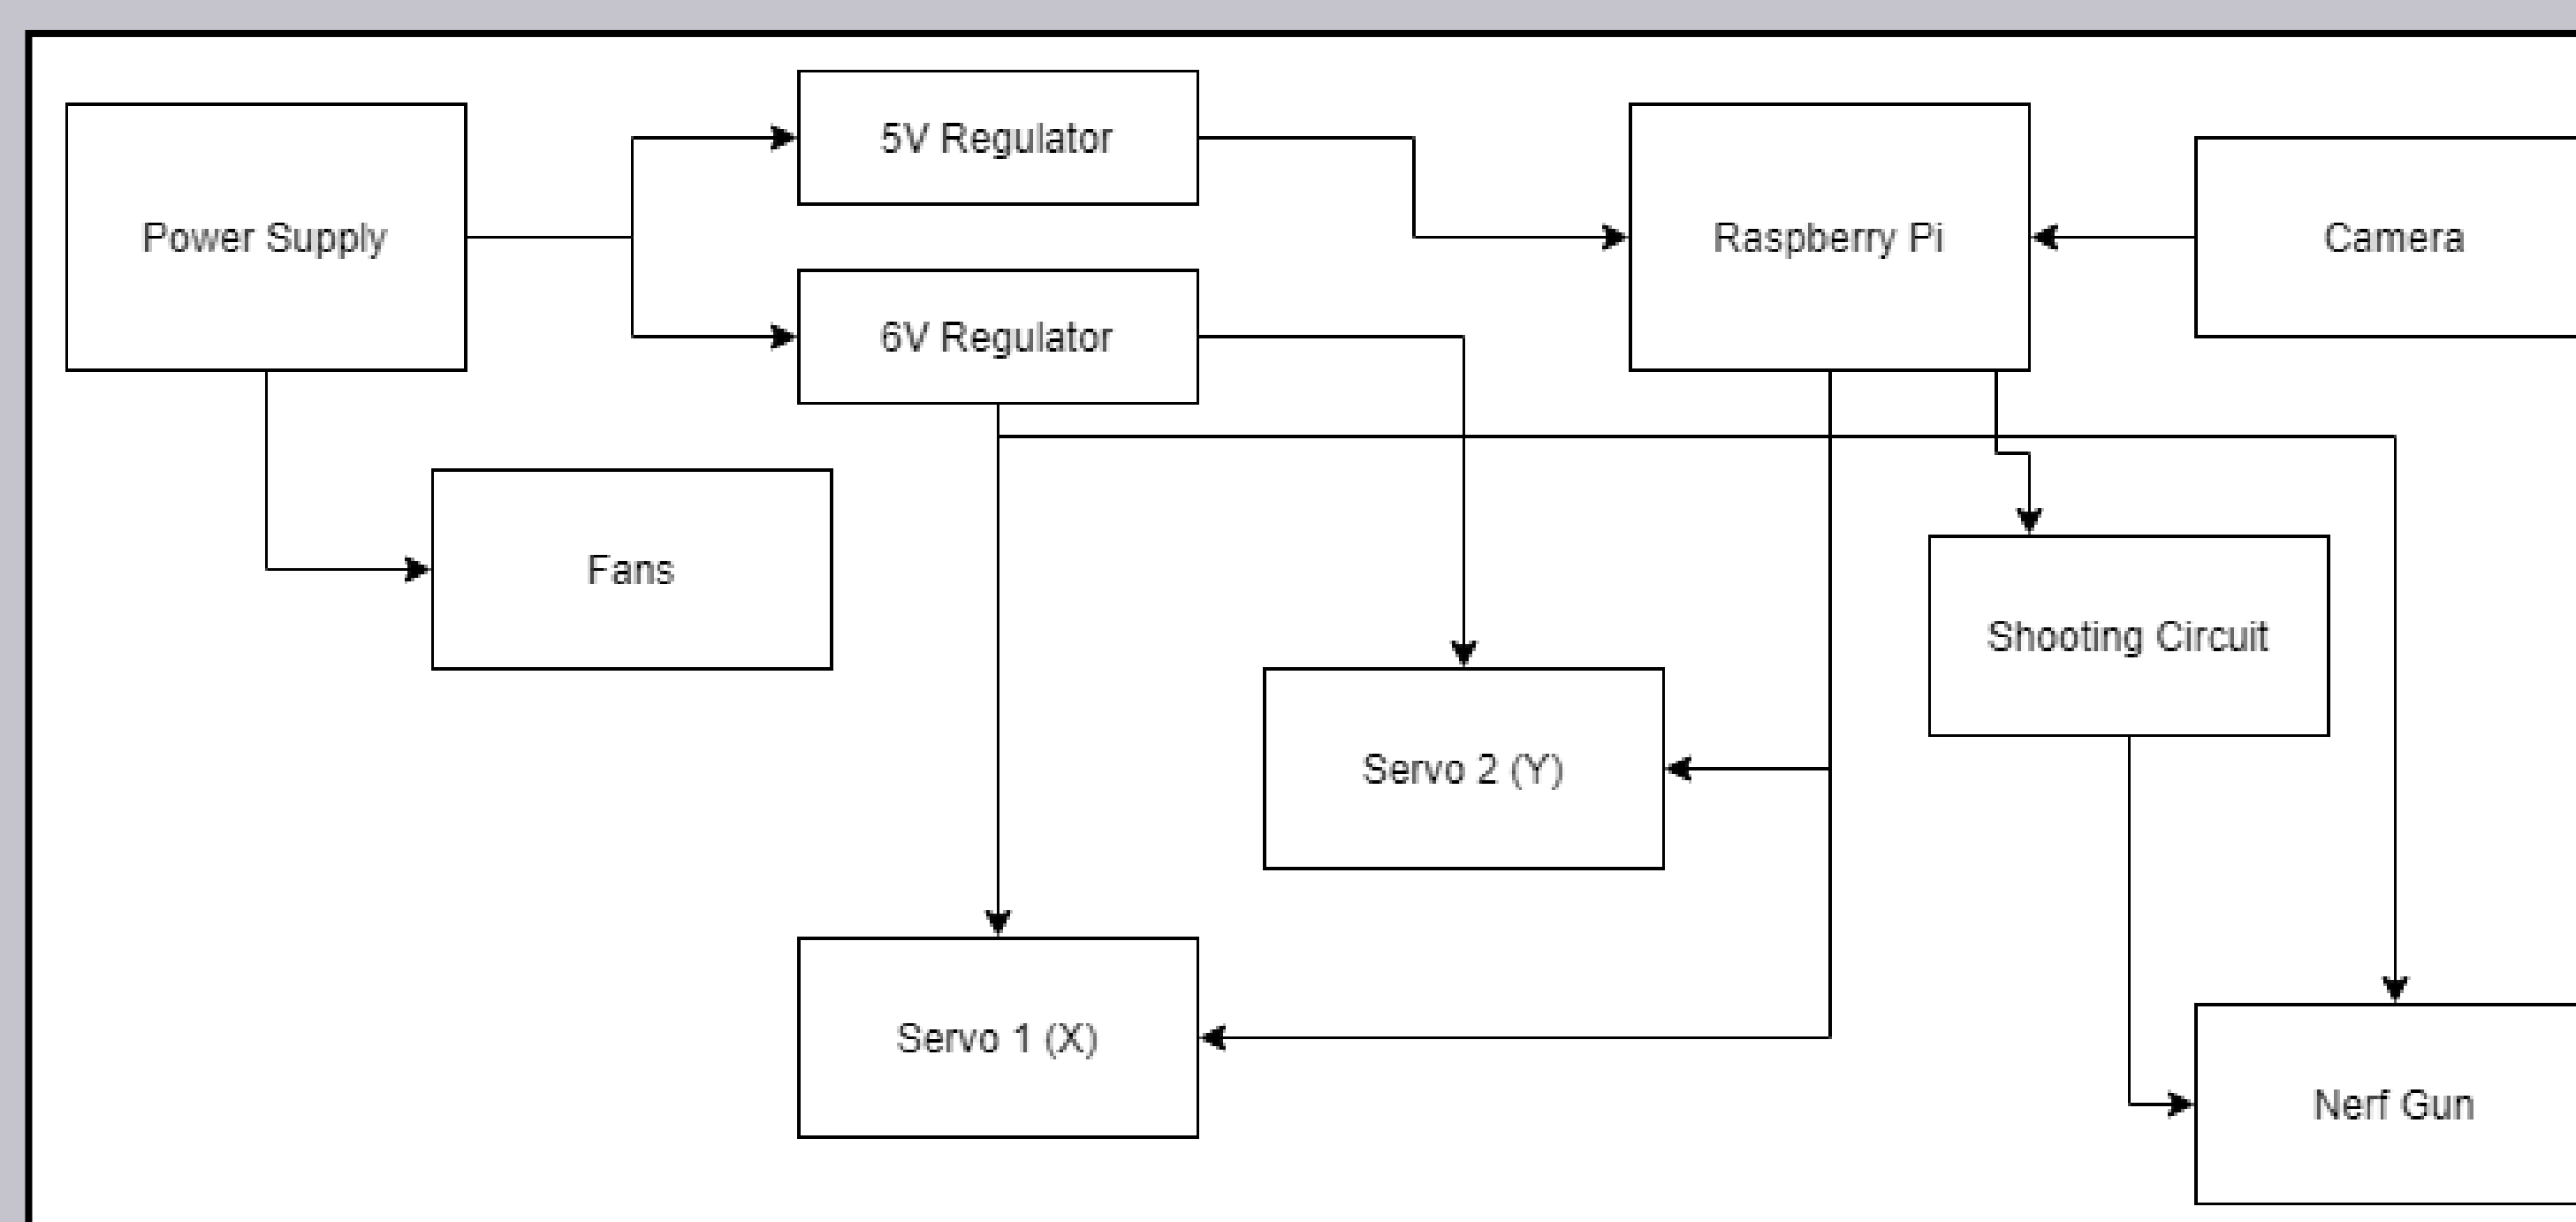 5V Regulator
Power Supply
Raspberry Pi
Camera
6V Regulator
Fans
Shooting Circuit
Servo 2 (Y)
Servo 1 (X)
Nerf Gun